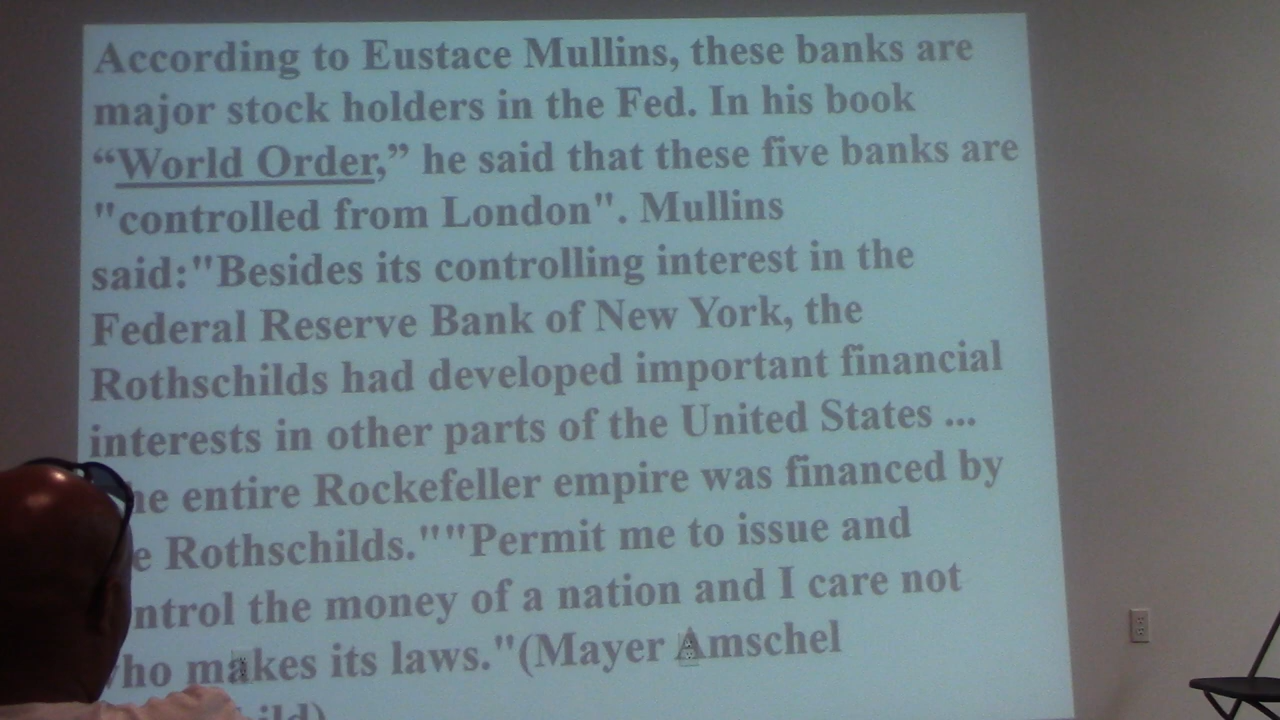 According to Eustace Mullins, these banks are
major stock holders in the Fed. In his book
“World Order,” he said that these five banks are
"controlled from London". Mullins
said:"Besides its controlling interest in the
Federal Reserve Bank of New York, the
Rothschilds had developed important financial
interests in other parts of the United States ...
he entire Rockefeller empire was financed by
e Rothschilds.""Permit me to issue and
ntrol the money of a nation and I care not
who makes its laws."(Mayer Amschel
ild)